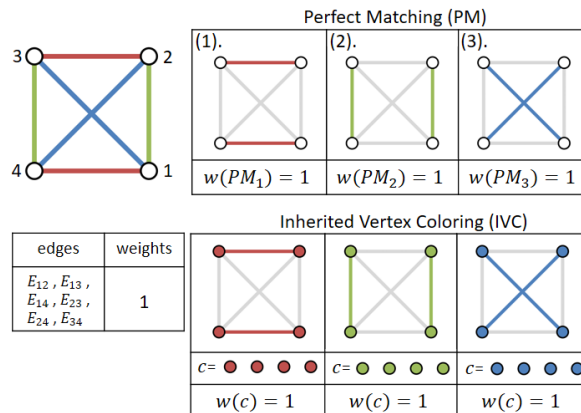 Perfect Matching (PM)
3 2
4 1
(1). (2). (3).
w(PM₁) = 1 w(PM₂) = 1 w(PM₃) = 1
Inherited Vertex Coloring (IVC)
edges weights
E₁₂ , E₁₃ ,
E₁₄ , E₂₃ ,
E₂₄ , E₃₄
1
c= c= c=
w(c) = 1 w(c) = 1 w(c) = 1